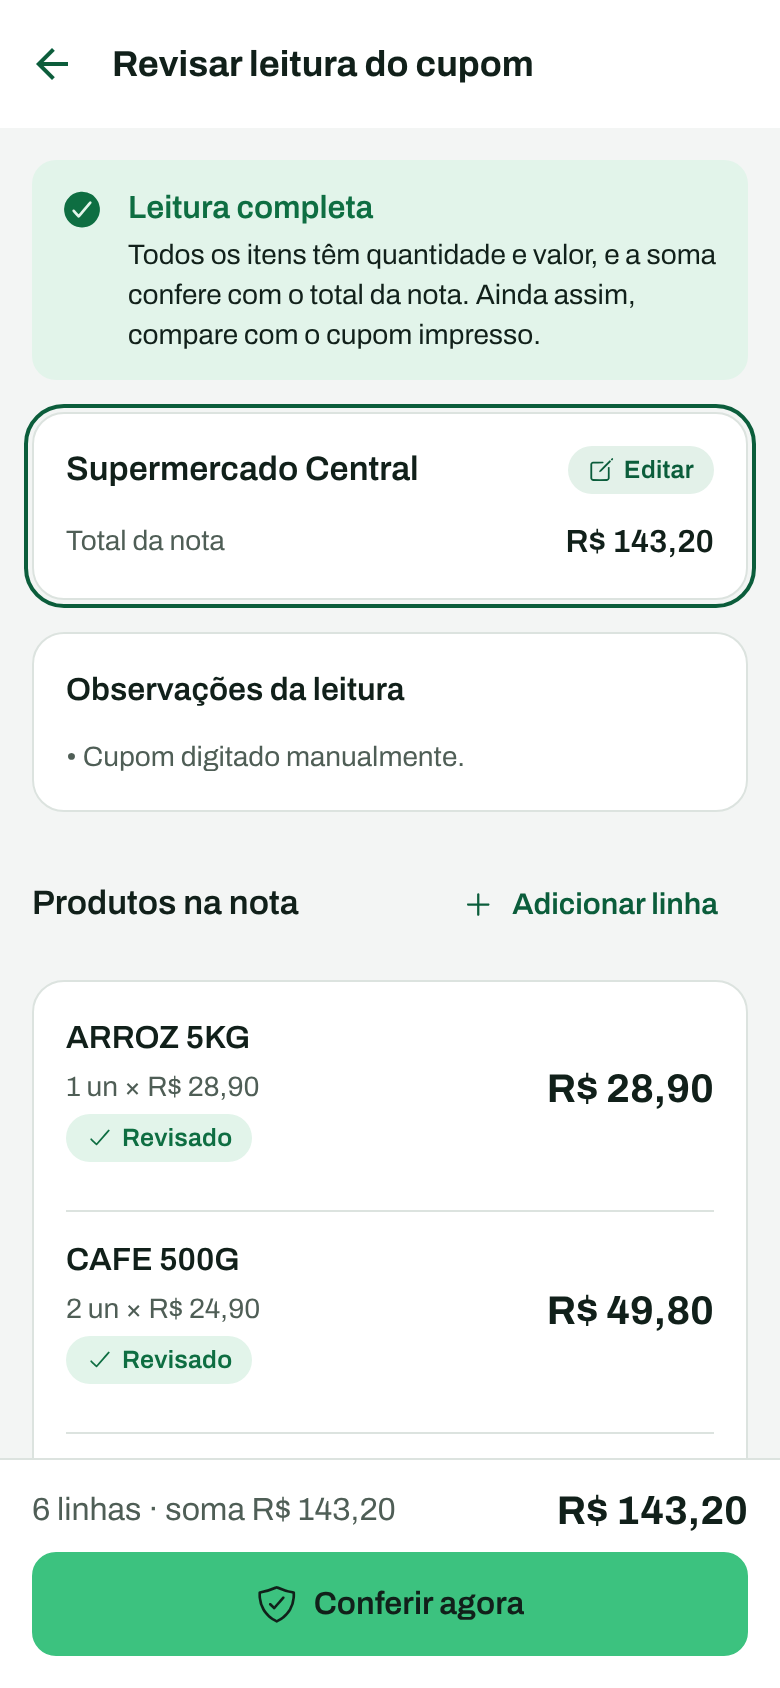 Revisar leitura do cupom
Leitura completa
Todos os itens têm quantidade e valor, e a soma
confere com o total da nota. Ainda assim,
compare com o cupom impresso.
Supermercado Central
Editar
Total da nota
R$ 143,20
Observações da leitura
• Cupom digitado manualmente.
Produtos na nota
Adicionar linha
ARROZ 5KG
1 un × R$ 28,90
R$ 28,90
Revisado
CAFE 500G
2 un × R$ 24,90
R$ 49,80
Revisado
6 linhas · soma R$ 143,20
R$ 143,20
Conferir agora